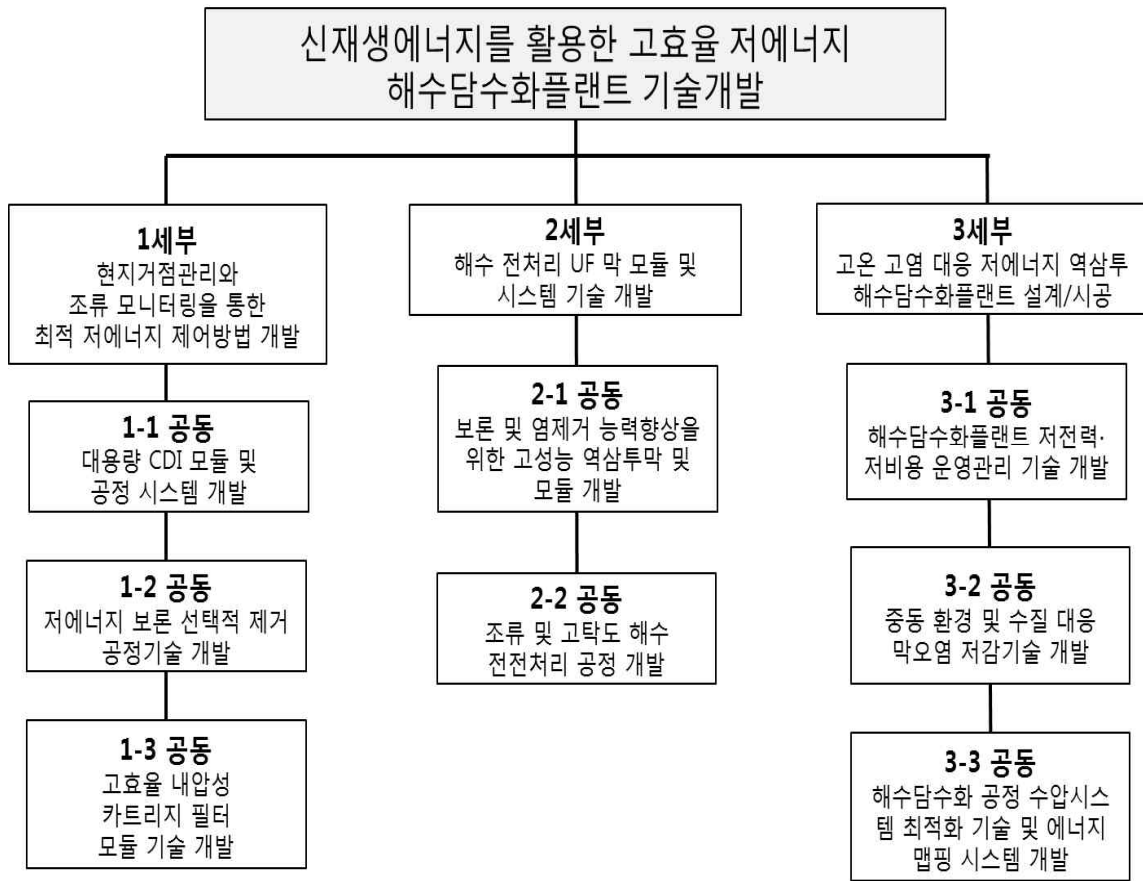 신재생에너지를 활용한 고효율 저에너지
해수담수화플랜트 기술개발
1세부
현지거점관리와
조류 모니터링을 통한
최적 저에너지 제어방법 개발
1-1 공동
대용량 CDI 모듈 및
공정 시스템 개발
1-2 공동
저에너지 보론 선택적 제거
공정기술 개발
1-3 공동
고효율 내압성
카트리지 필터
모듈 기술 개발
2세부
해수 전처리 UF 막 모듈 및
시스템 기술 개발
2-1 공동
보론 및 염제거 능력향상을
위한 고성능 역삼투막 및
모듈 개발
2-2 공동
조류 및 고탁도 해수
전전처리 공정 개발
3세부
고온 고염 대응 저에너지 역삼투
해수담수화플랜트 설계/시공
3-1 공동
해수담수화플랜트 저전력·
저비용 운영관리 기술 개발
3-2 공동
중동 환경 및 수질 대응
막오염 저감기술 개발
3-3 공동
해수담수화 공정 수압시스
템 최적화 기술 및 에너지
맵핑 시스템 개발